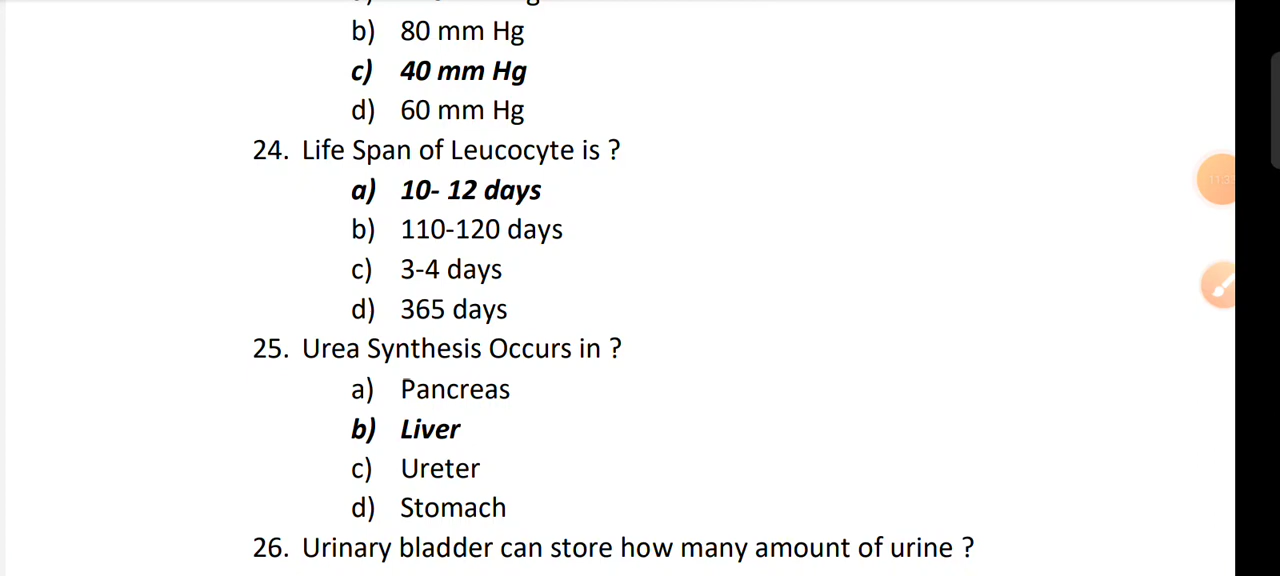 b) 80 mm Hg
c) 40 mm Hg
d) 60 mm Hg
24. Life Span of Leucocyte is ?
a) 10- 12 days
b) 110-120 days
c) 3-4 days
d) 365 days
25. Urea Synthesis Occurs in ?
a) Pancreas
b) Liver
c) Ureter
d) Stomach
26. Urinary bladder can store how many amount of urine ?